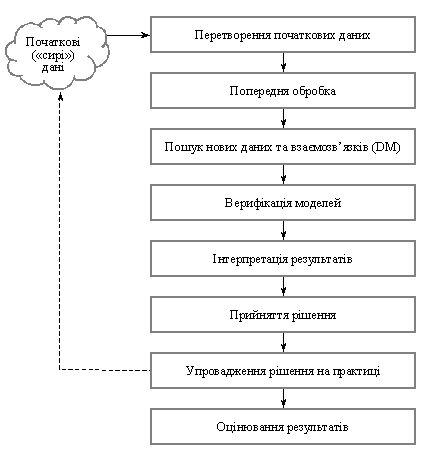 Початкові
(«сирі»)
дані
Перетворення початкових даних
Попередня обробка
Пошук нових даних та взаємозв’язків (DM)
Верифікація моделей
Інтерпретація результатів
Прийняття рішення
Упровадження рішення на практиці
Оцінювання результатів